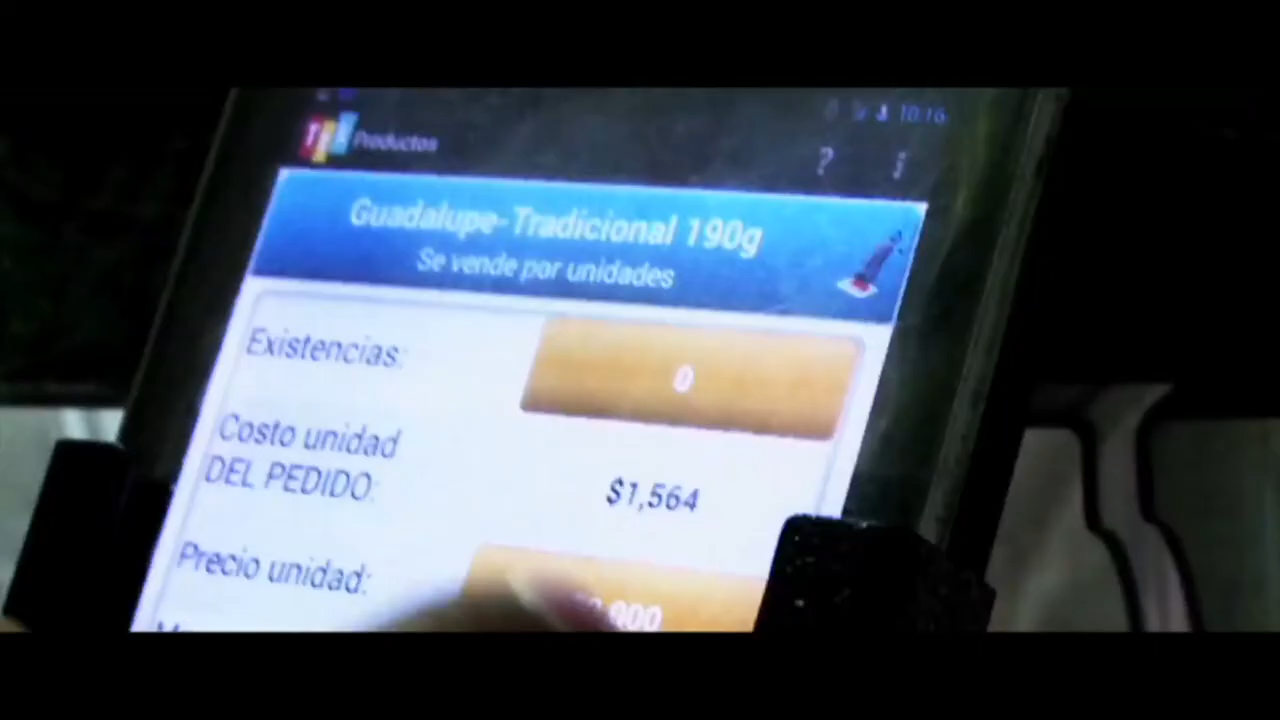 10:16
Productos
?
Guadalupe-Tradicional 190g
Se vende por unidades
Existencias:
0
Costo unidad
DEL PEDIDO:
$1,564
Precio unidad: